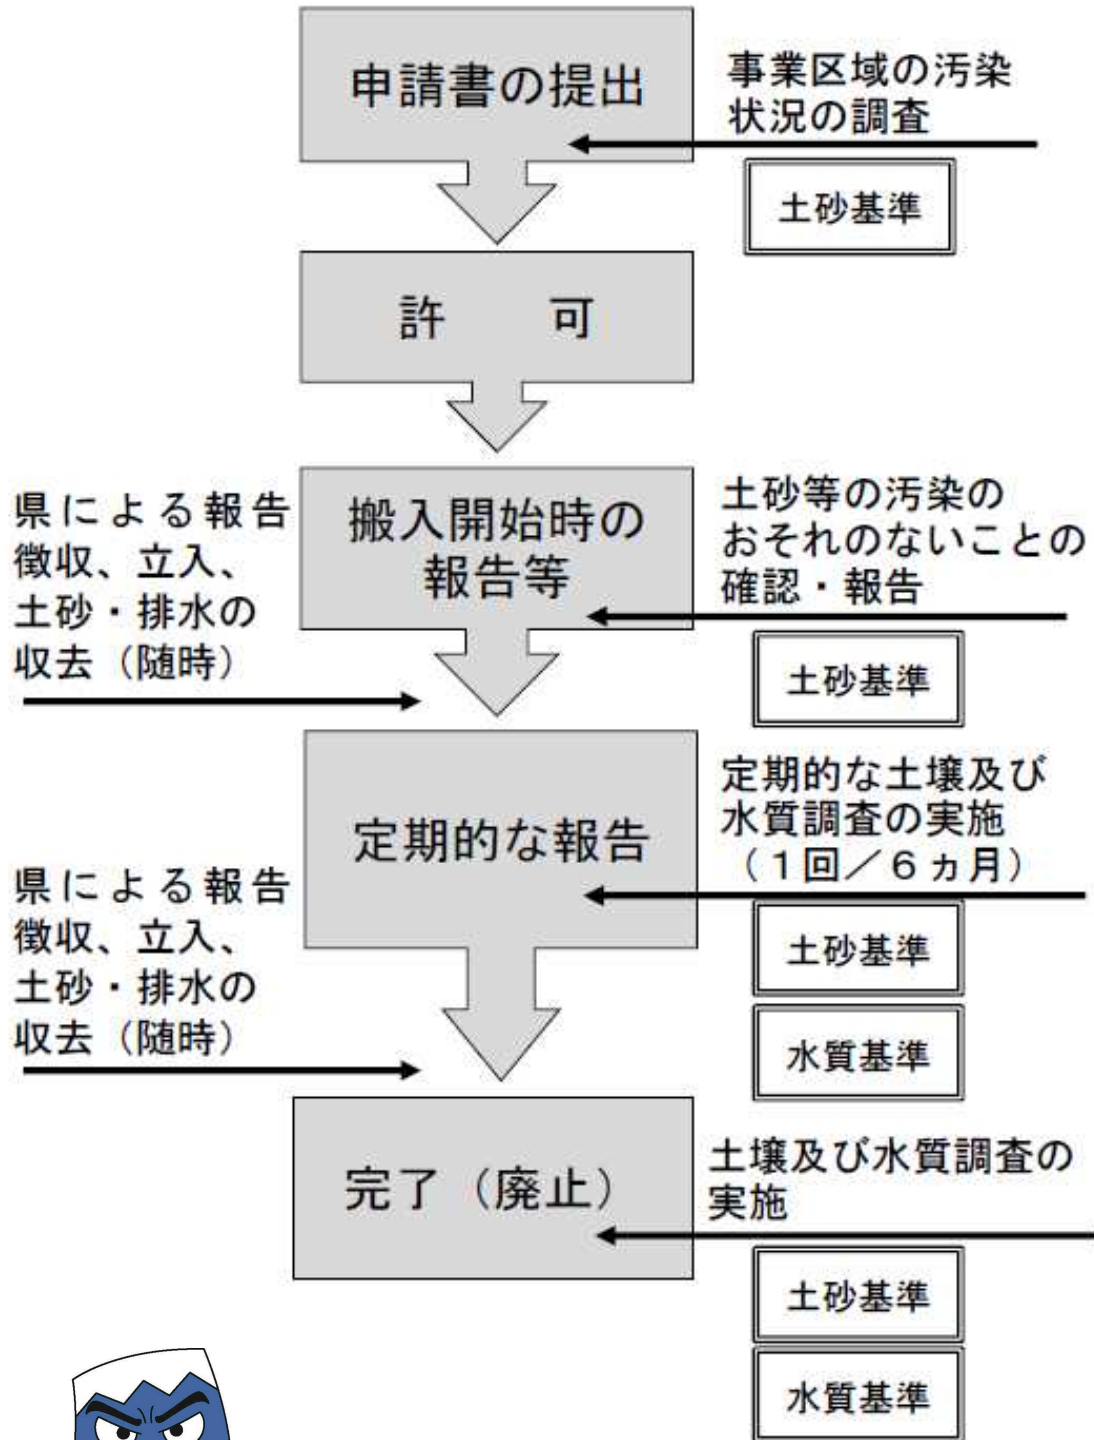 申請書の提出
事業区域の汚染
状況の調査
土砂基準
許　可
搬入開始時の
報告等
土砂等の汚染の
おそれのないことの
確認・報告
土砂基準
県による報告
徴収、立入、
土砂・排水の
収去（随時）
定期的な報告
定期的な土壌及び
水質調査の実施
（１回／６ヵ月）
土砂基準
水質基準
県による報告
徴収、立入、
土砂・排水の
収去（随時）
完了（廃止）
土壌及び水質調査の
実施
土砂基準
水質基準